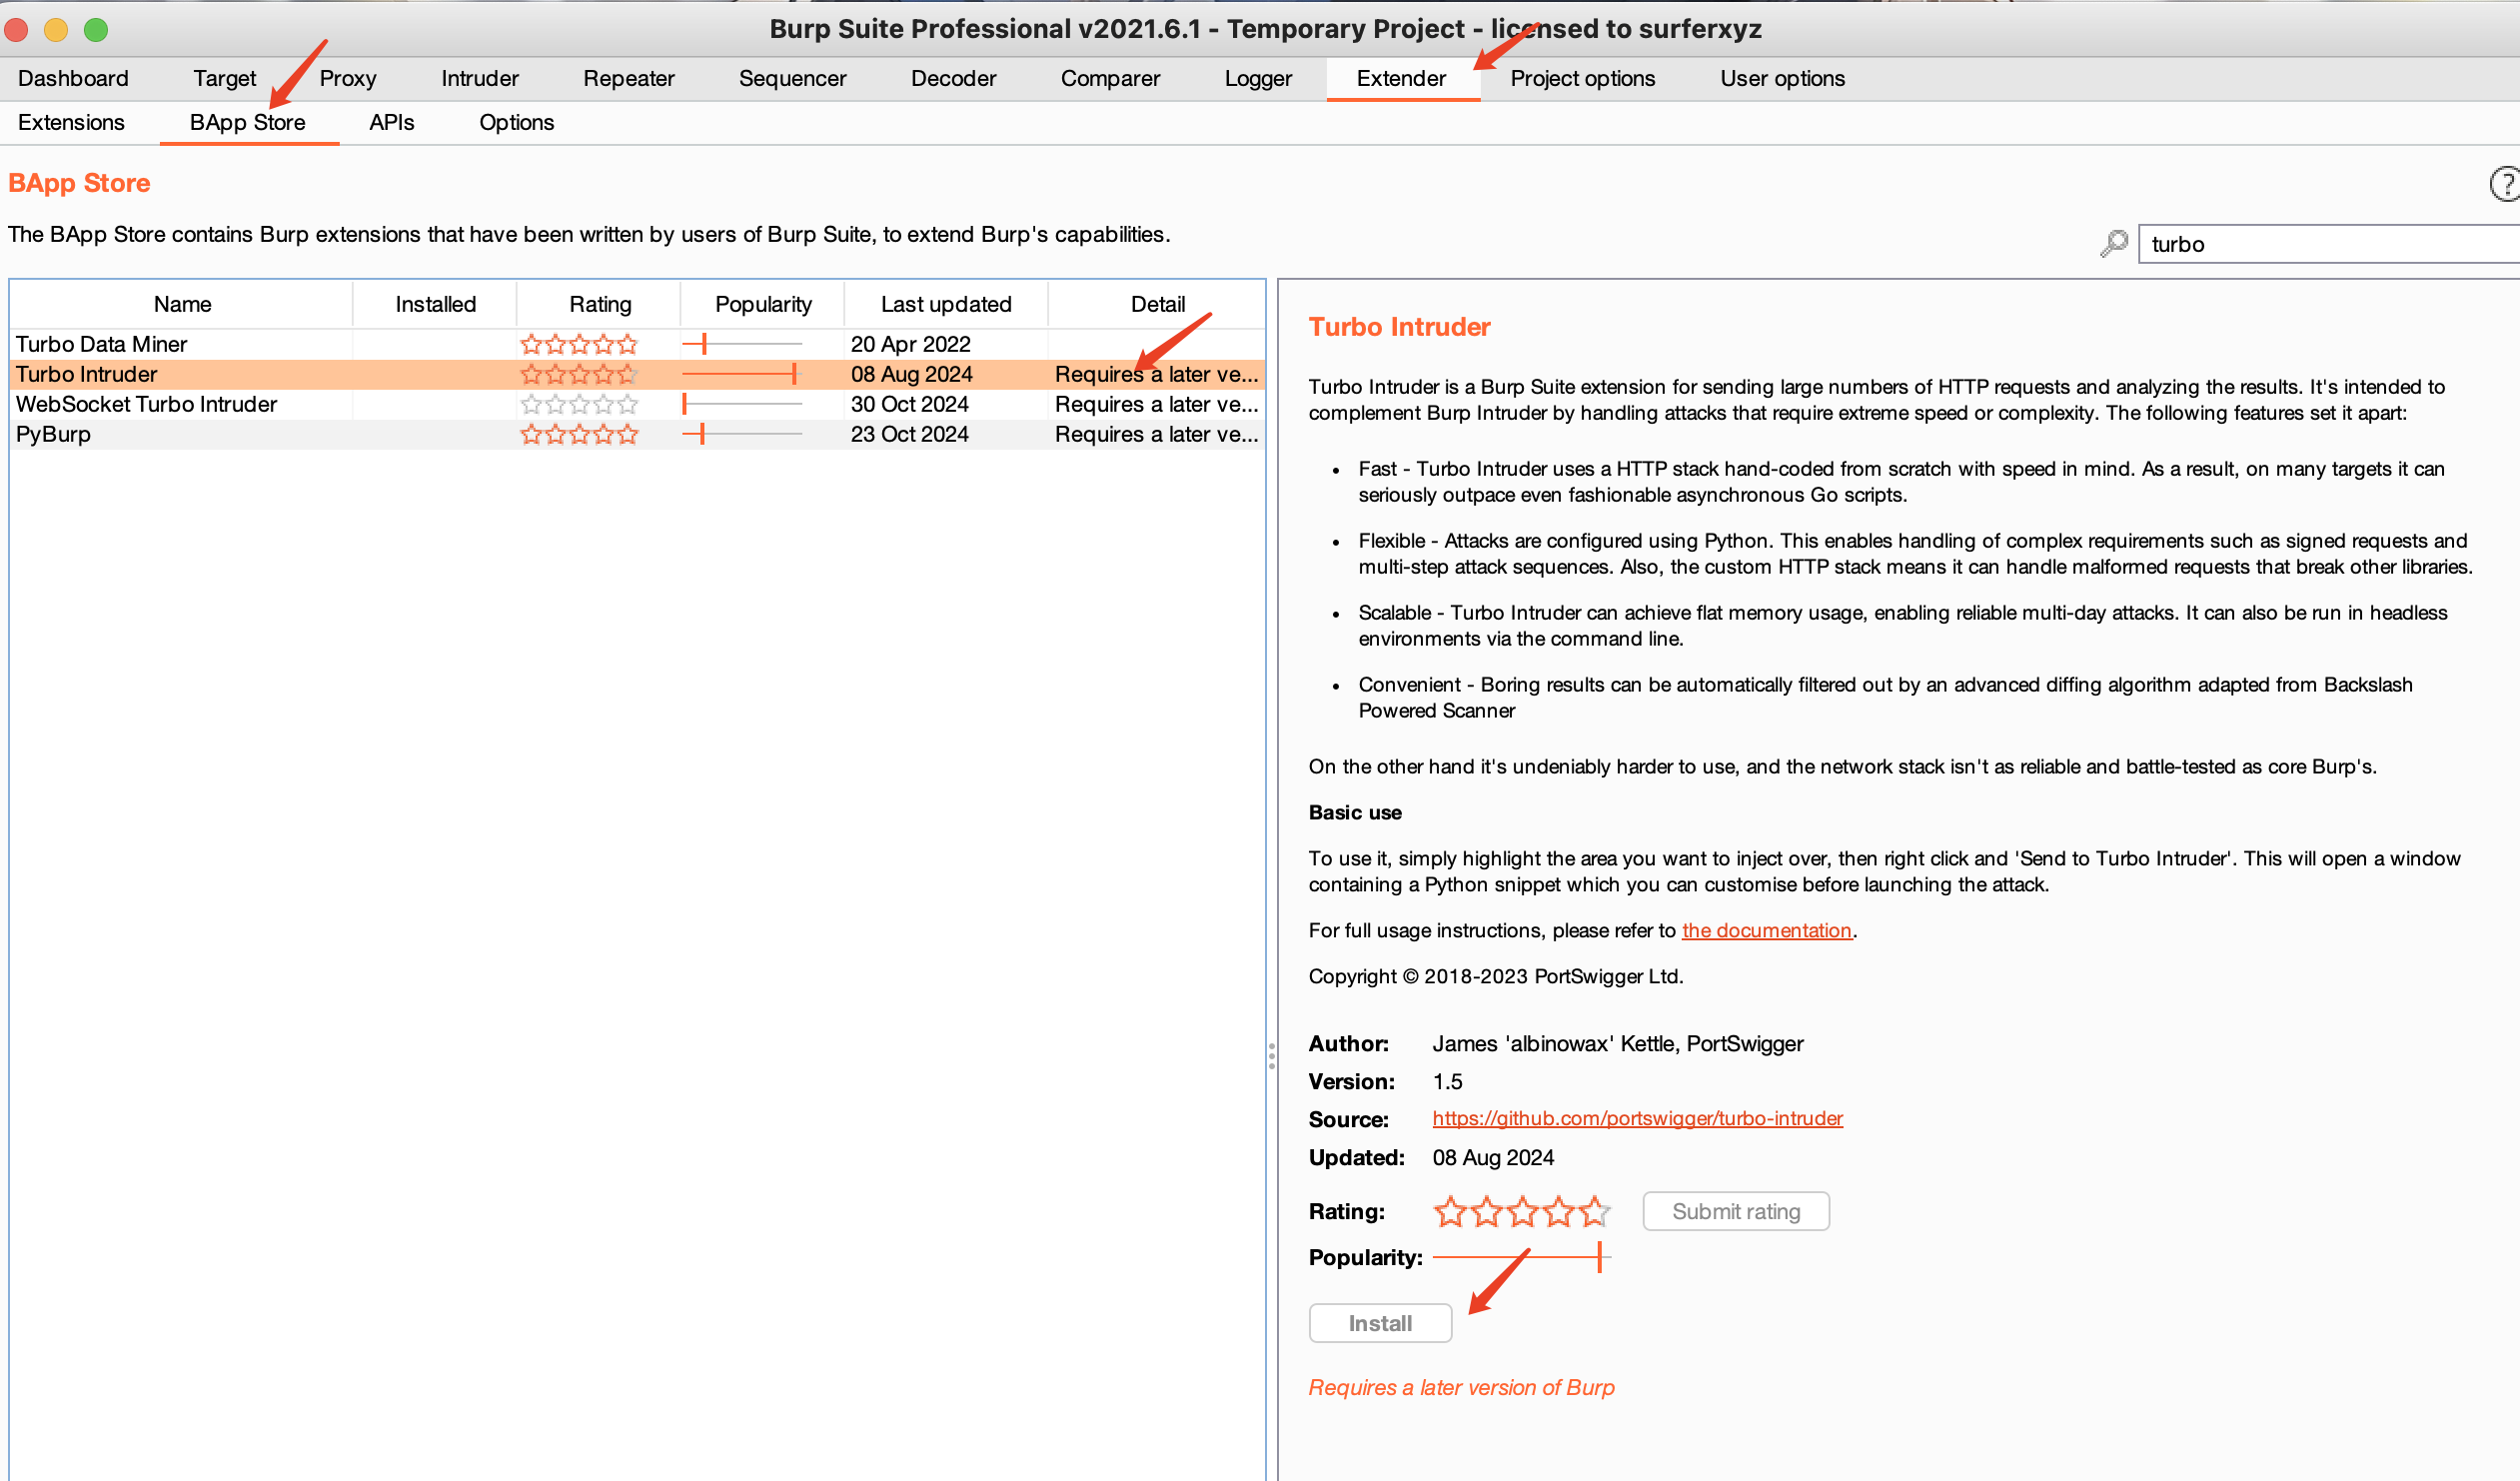 Burp Suite Professional v2021.6.1 - Temporary Project - licensed to surferxyz
Dashboard Target Proxy Intruder Repeater Sequencer Decoder Comparer Logger Extender Project options User options
Extensions BApp Store APIs Options
BApp Store
?
The BApp Store contains Burp extensions that have been written by users of Burp Suite, to extend Burp's capabilities.
turbo
Name Installed Rating Popularity Last updated Detail
Turbo Data Miner 20 Apr 2022
Turbo Intruder 08 Aug 2024 Requires a later ve...
WebSocket Turbo Intruder 30 Oct 2024 Requires a later ve...
PyBurp 23 Oct 2024 Requires a later ve...
Turbo Intruder
Turbo Intruder is a Burp Suite extension for sending large numbers of HTTP requests and analyzing the results. It's intended to
complement Burp Intruder by handling attacks that require extreme speed or complexity. The following features set it apart:
• Fast - Turbo Intruder uses a HTTP stack hand-coded from scratch with speed in mind. As a result, on many targets it can
seriously outpace even fashionable asynchronous Go scripts.
• Flexible - Attacks are configured using Python. This enables handling of complex requirements such as signed requests and
multi-step attack sequences. Also, the custom HTTP stack means it can handle malformed requests that break other libraries.
• Scalable - Turbo Intruder can achieve flat memory usage, enabling reliable multi-day attacks. It can also be run in headless
environments via the command line.
• Convenient - Boring results can be automatically filtered out by an advanced diffing algorithm adapted from Backslash
Powered Scanner
On the other hand it's undeniably harder to use, and the network stack isn't as reliable and battle-tested as core Burp's.
Basic use
To use it, simply highlight the area you want to inject over, then right click and 'Send to Turbo Intruder'. This will open a window
containing a Python snippet which you can customise before launching the attack.
For full usage instructions, please refer to the documentation.
Copyright © 2018-2023 PortSwigger Ltd.
Author: James 'albinowax' Kettle, PortSwigger
Version: 1.5
Source: https://github.com/portswigger/turbo-intruder
Updated: 08 Aug 2024
Rating: Submit rating
Popularity:
Install
Requires a later version of Burp